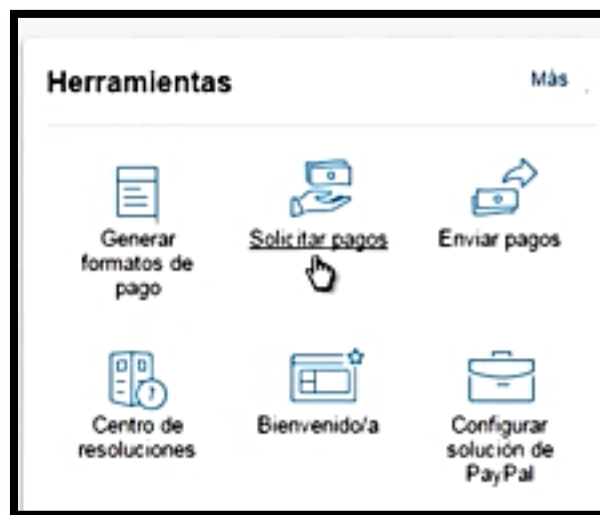 Herramientas
Más
Generar
formatos de
pago
Solicitar pagos
Enviar pagos
Centro de
resoluciones
Bienvenido/a
Configurar
solución de
PayPal